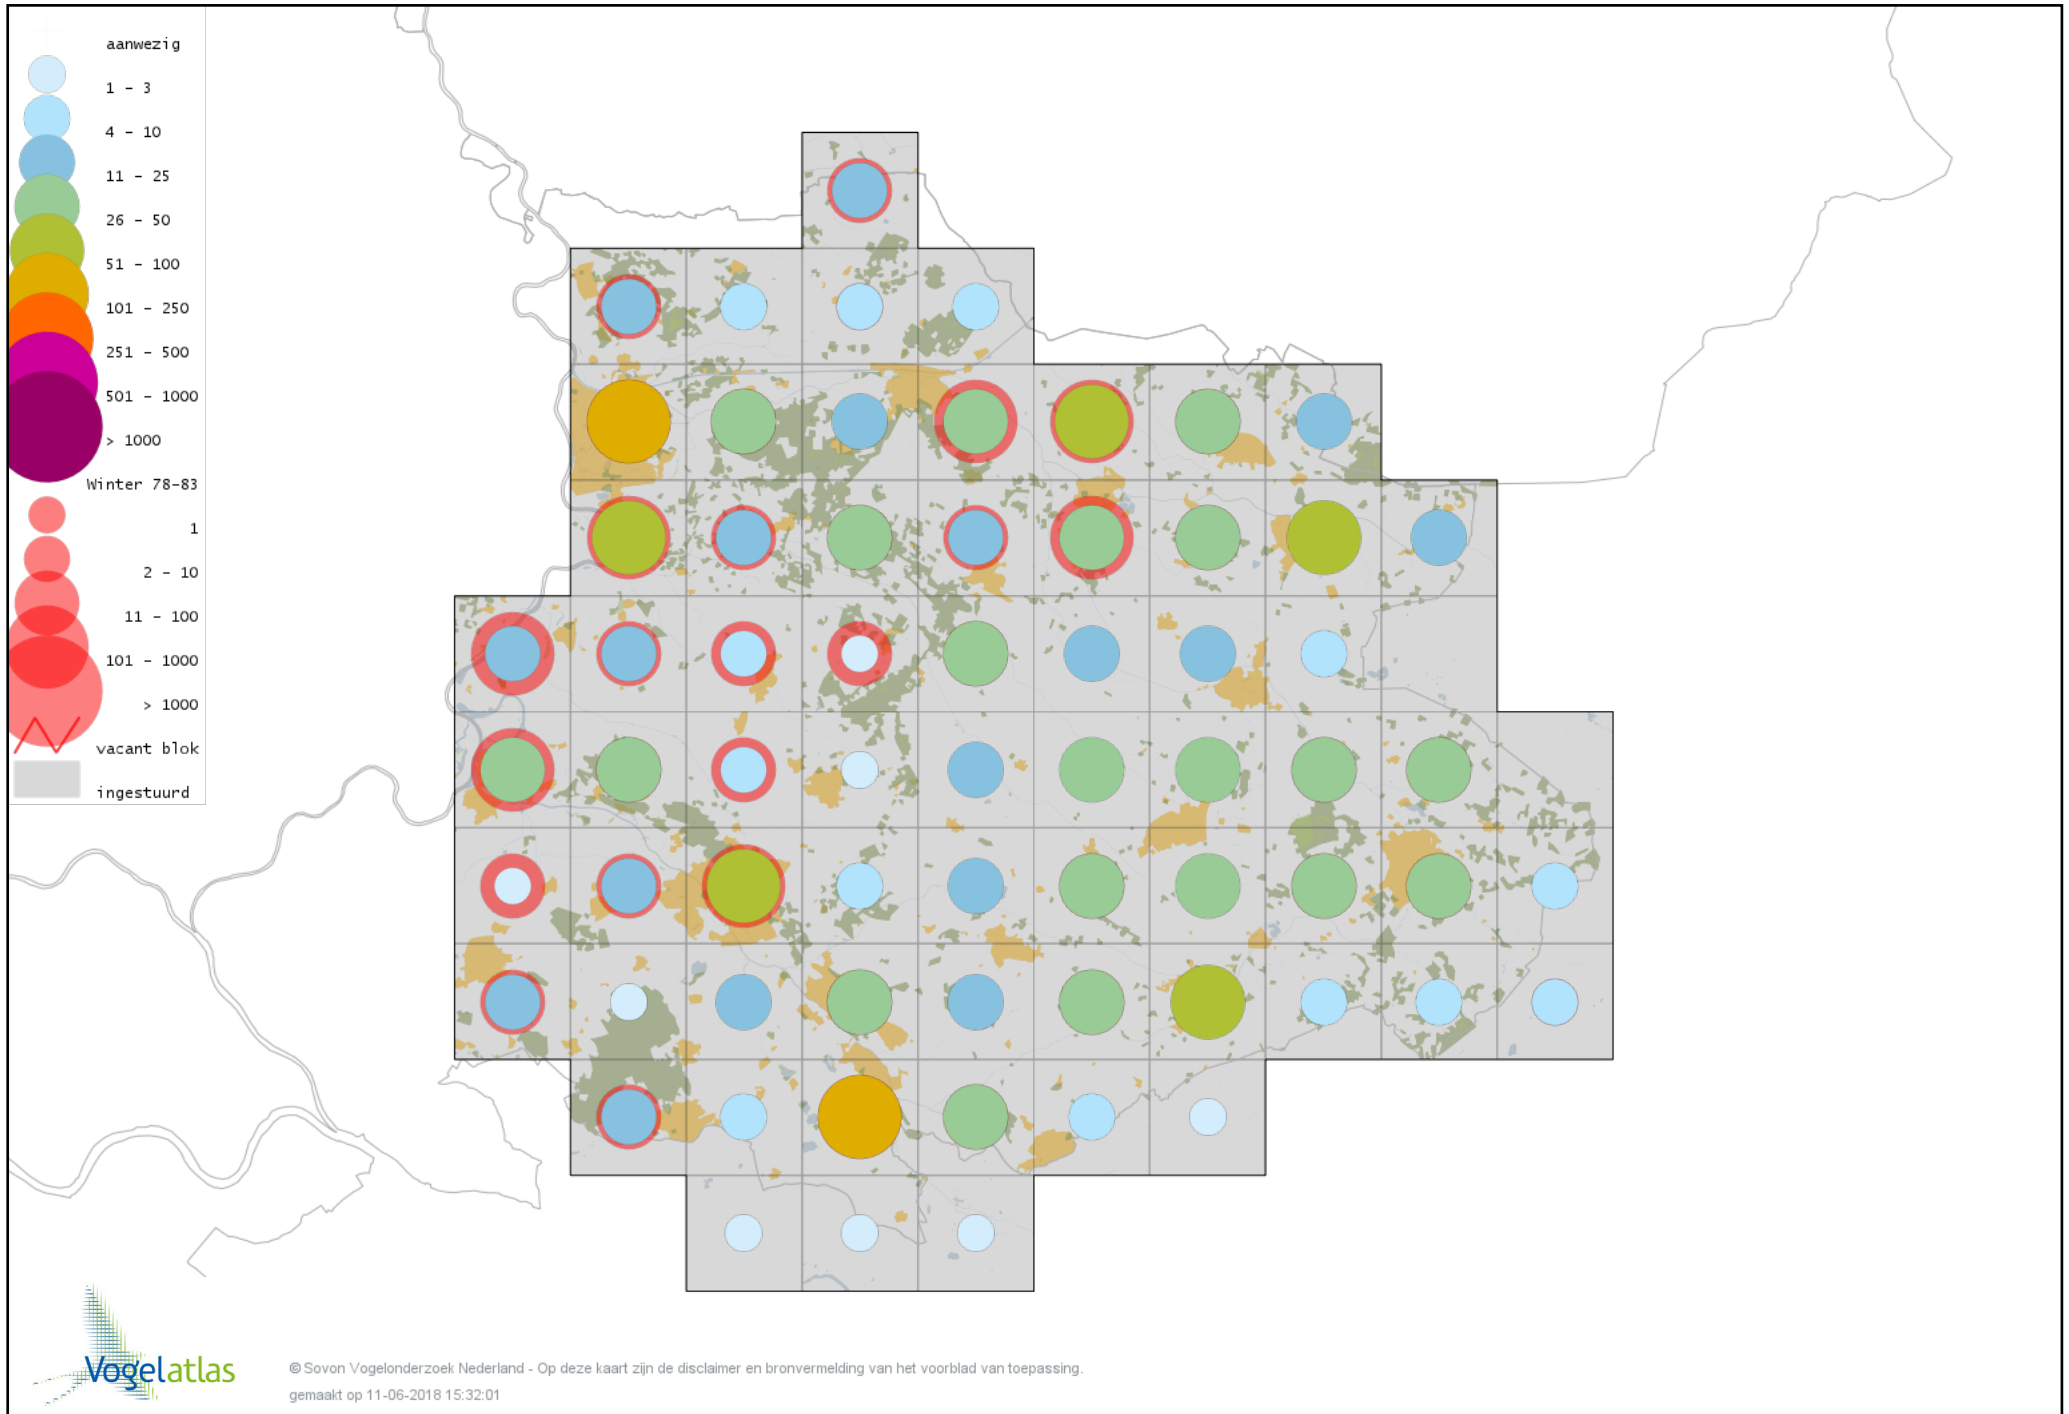 aanwezig
1 – 3
4 – 10
11 – 25
26 – 50
51 – 100
101 – 250
251 – 500
501 – 1000
> 1000
Winter 78-83
1
2 – 10
11 – 100
101 – 1000
> 1000
vacant blok
ingestuurd
Vogelatlas
© Sovon Vogelonderzoek Nederland - Op deze kaart zijn de disclaimer en bronvermelding van het voorblad van toepassing.
gemaakt op 11-06-2018 15:32:01